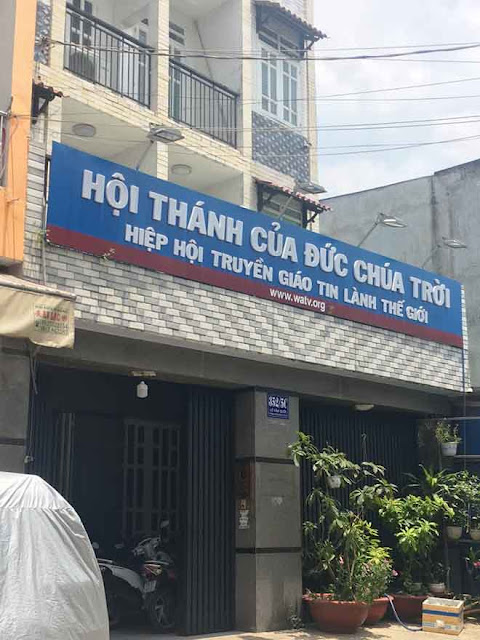 HỘI THÁNH CỦA ĐỨC CHÚA TRỜI
HIỆP HỘI TRUYỀN GIÁO TIN LÀNH THẾ GIỚI
www.watv.org